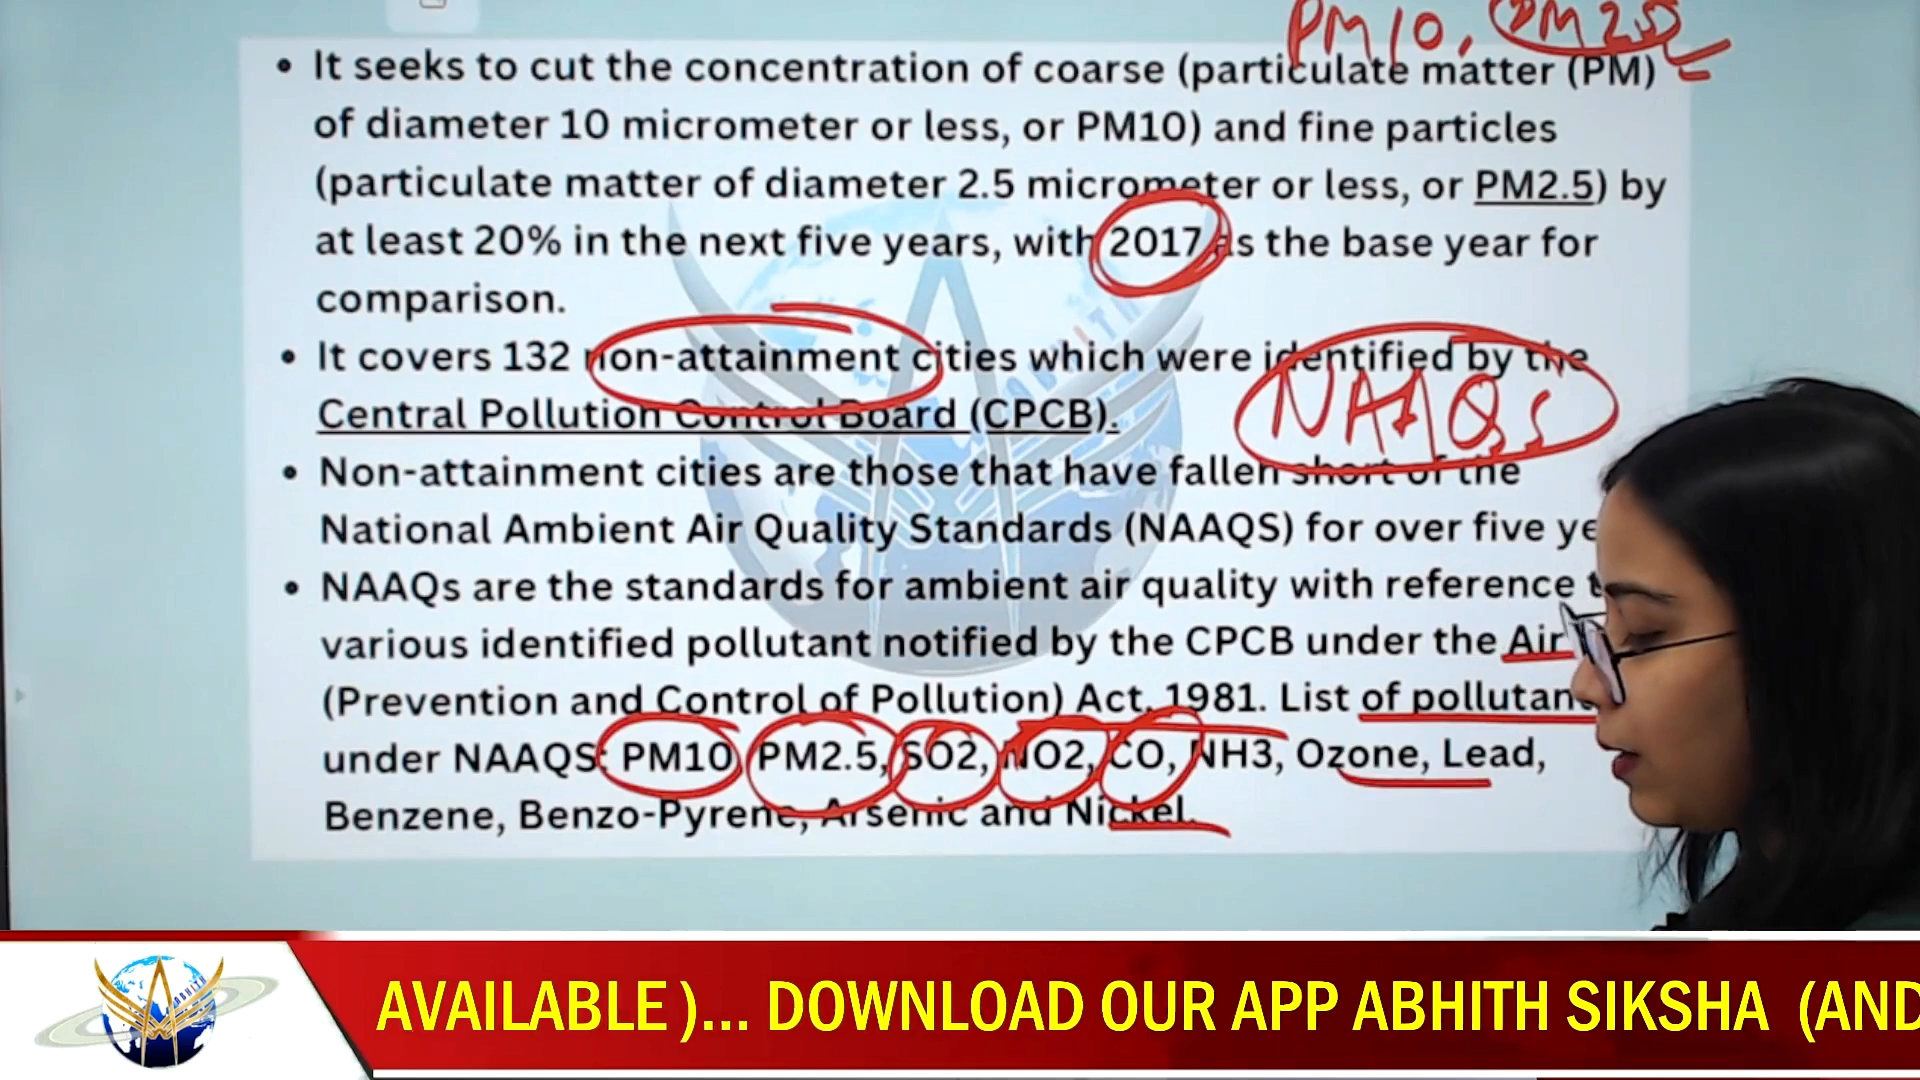 PM10, PM2.5
• It seeks to cut the concentration of coarse (particulate matter (PM)
of diameter 10 micrometer or less, or PM10) and fine particles
(particulate matter of diameter 2.5 micrometer or less, or PM2.5) by
at least 20% in the next five years, with 2017 as the base year for
comparison.
• It covers 132 non-attainment cities which were identified by the
NAAQs
Central Pollution Control Board (CPCB).
• Non-attainment cities are those that have fallen short of the
National Ambient Air Quality Standards (NAAQS) for over five ye
• NAAQs are the standards for ambient air quality with reference t
various identified pollutant notified by the CPCB under the Air
(Prevention and Control of Pollution) Act, 1981. List of pollutan
under NAAQS: PM10, PM2.5, SO2, NO2, CO, NH3, Ozone, Lead,
Benzene, Benzo-Pyrene, Arsenic and Nickel.
ABHITH
AVAILABLE )... DOWNLOAD OUR APP ABHITH SIKSHA (AND